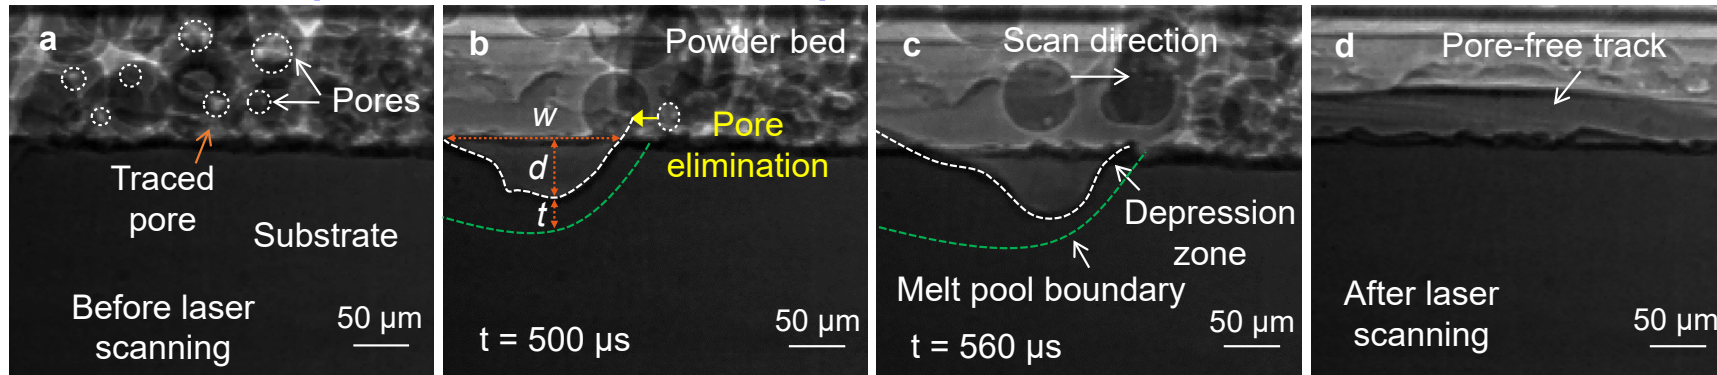 a
Pores
Traced
pore
Substrate
Before laser
scanning
50 µm
b
Powder bed
w
d
t
Pore
elimination
t = 500 µs
50 µm
c
Scan direction
Depression
zone
Melt pool boundary
t = 560 µs
50 µm
d
Pore-free track
After laser
scanning
50 µm